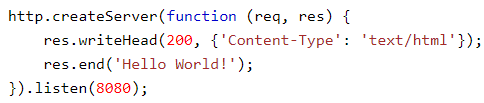 http.createServer(function (req, res) {
    res.writeHead(200, {'Content-Type': 'text/html'});
    res.end('Hello World!');
}).listen(8080);